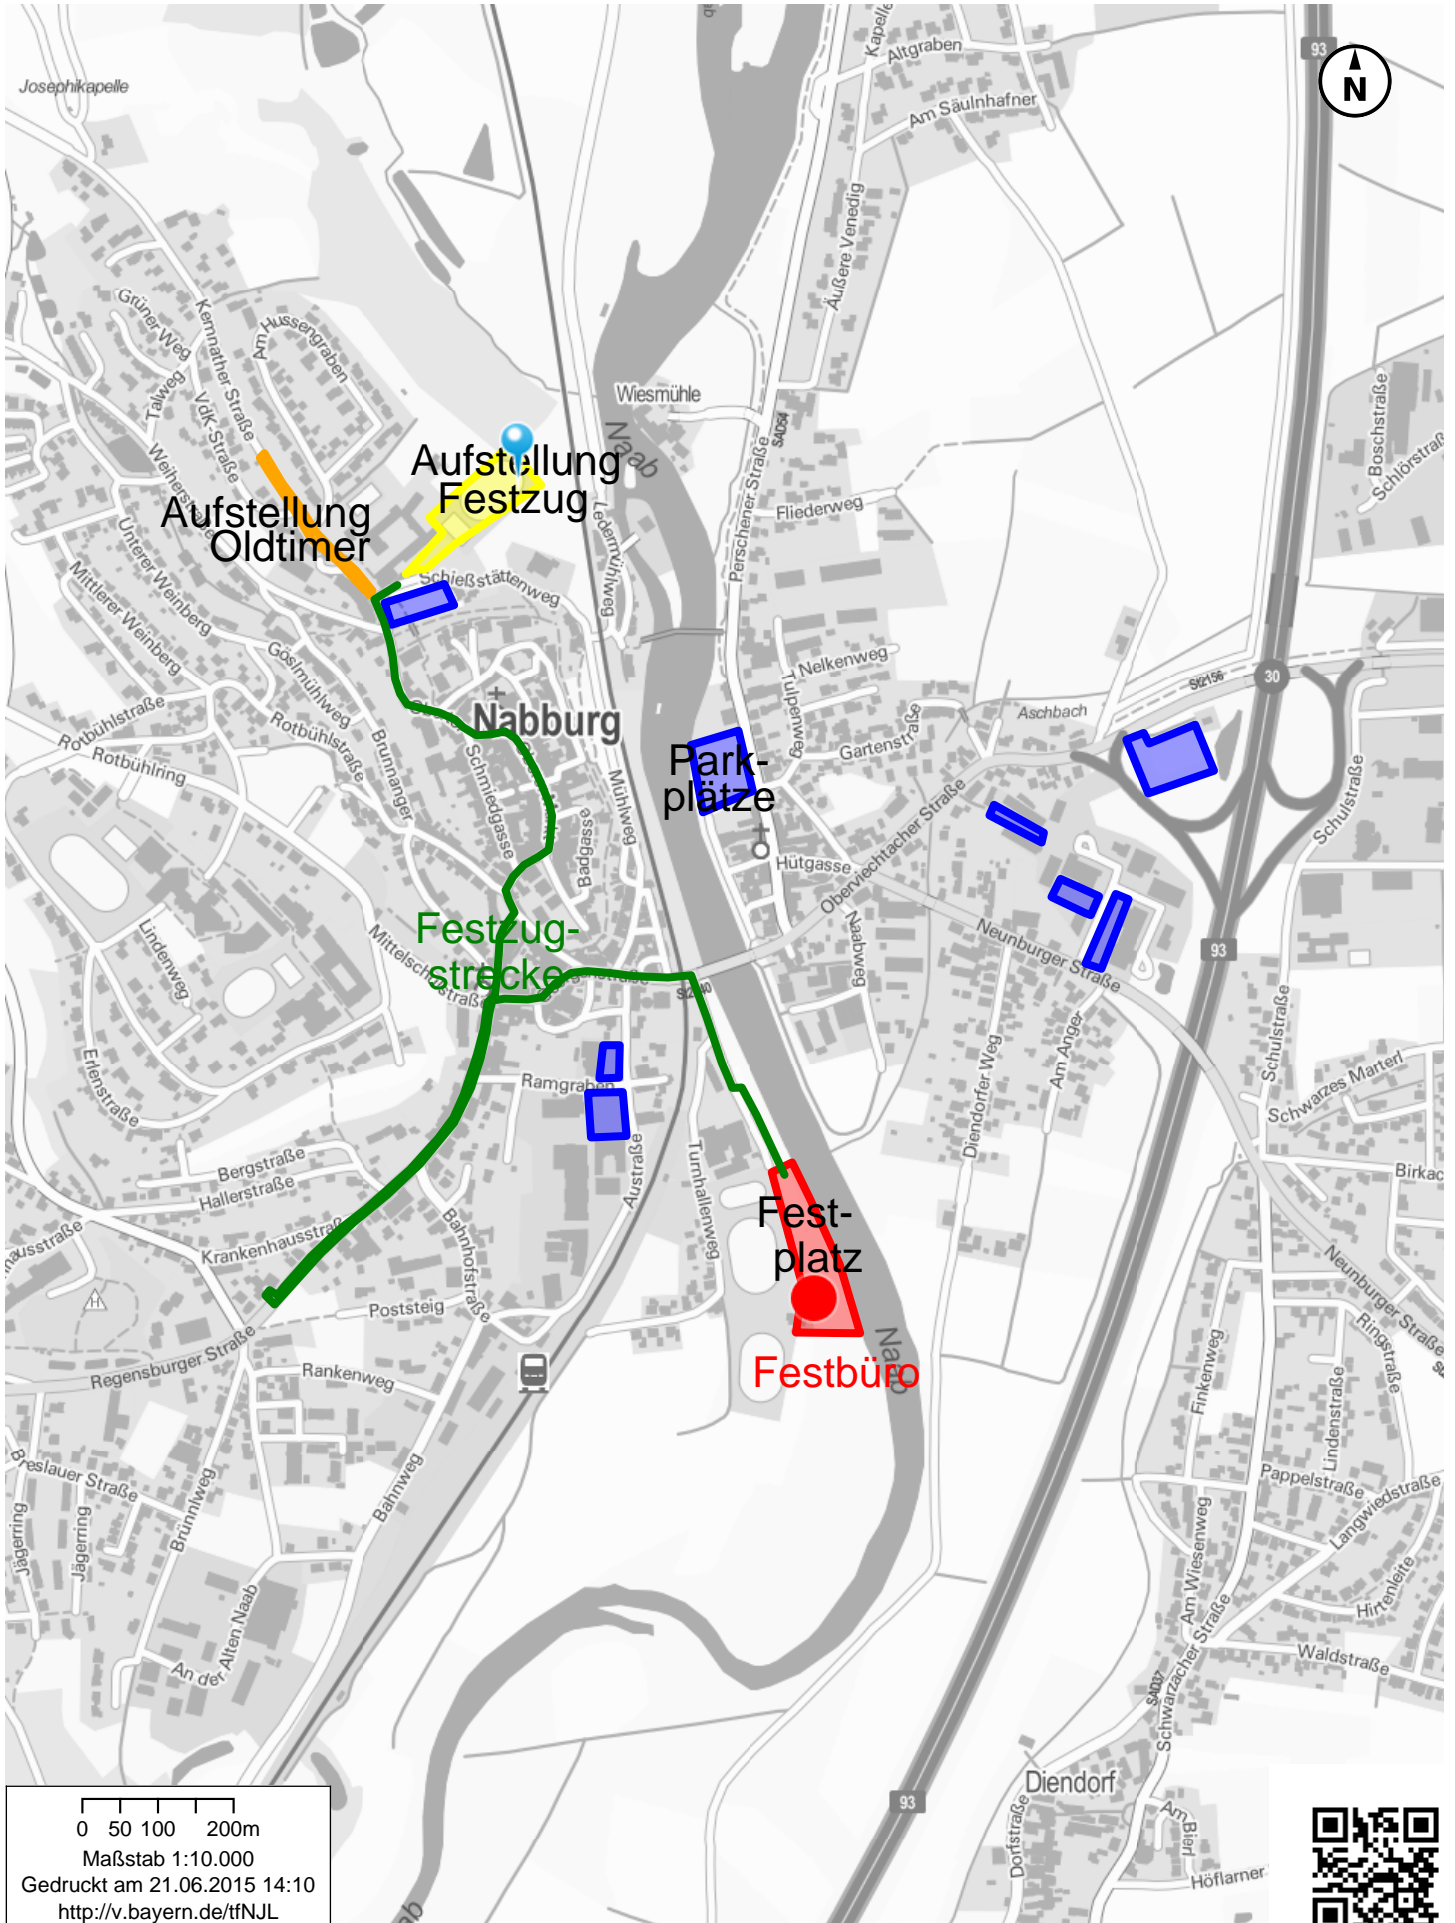 Josephikapelle
Kapelle
Altgraben
93
N
Am Säulnhafner
Äußere Venedig
Grüner Weg
Kemnather Straße
Am Hussengraben
Talweg
VdK-Straße
Weiherstraße
Wiesmühle
SAD54
Naab
Boschstraße
Aufstellung
Festzug
Aufstellung
Oldtimer
Perschener Straße
Fliederweg
Ledermühlweg
Schießstättenweg
Unterer Weinberg
Mittlerer Weinberg
Göslmühlweg
Nelkenweg
Tulpenweg
30
St2156
Aschbach
Rotbühlstraße
Rotbühlring
Rotbühlstraße
Brunnanger
Nabburg
Schmiedgasse
Gartenstraße
Park-
plätze
Mühlweg
Badgasse
Schulstraße
Hütgasse
Oberviechtacher Straße
Lindenweg
Festzug-
strecke
Naabweg
Neunburger Straße
93
Schulstraße
Erlenstraße
Ramgraben
Am Anger
Diendorfer Weg
Schwarzes Marterl
Bergstraße
Hallerstraße
Austraße
Turnhallenweg
Krankenhausstraße
Bahnhofstraße
Fest-
platz
Neunburger Straße
H
Poststeig
Regensburger Straße
Rankenweg
Festbüro
Naab
Finkenweg
Ringstraße
Lindenstraße
Breslauer Straße
Brünnlweg
Bahnweg
Pappelstraße
Langwiedstraße
Jägerring
Jägerring
Am Wiesenweg
Hirtenleite
An der Alten Naab
Waldstraße
SAD37
Schwarzacher Straße
Diendorf
93
Dorfstraße
Am Bierl
Höflarner
0 50 100 200m
Maßstab 1:10.000
Gedruckt am 21.06.2015 14:10
http://v.bayern.de/tfNJL